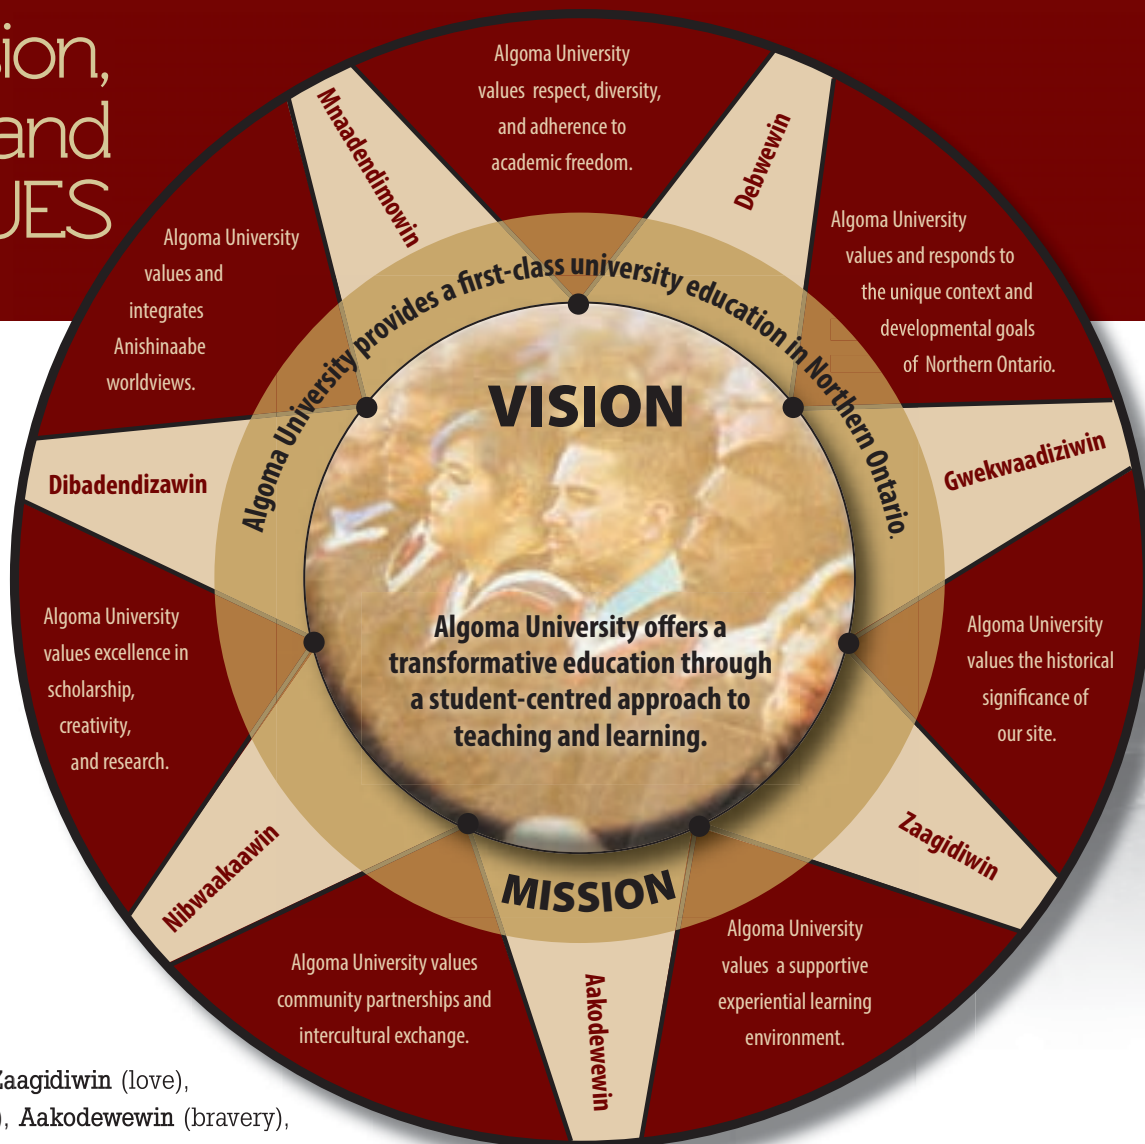 sion,
and
UES
Algoma University
values respect, diversity,
and adherence to
academic freedom.
Debwewin
Algoma University
values and responds to
the unique context and
developmental goals
of Northern Ontario.
Gwekwaadiziwin
Algoma University
values the historical
significance of
our site.
Zaagidiwin
Algoma University
values a supportive
experiential learning
environment.
Aakodewewin
Algoma University values
community partnerships and
intercultural exchange.
Nibwaakaawin
Algoma University
values excellence in
scholarship,
creativity,
and research.
Dibadendizawin
Algoma University
values and
integrates
Anishinaabe
worldviews.
Mnaadendimowin
Algoma University provides a first-class university education in Northern Ontario.
VISION
Algoma University offers a
transformative education through
a student-centred approach to
teaching and learning.
MISSION
Zaagidiwin (love),
), Aakodewewin (bravery),